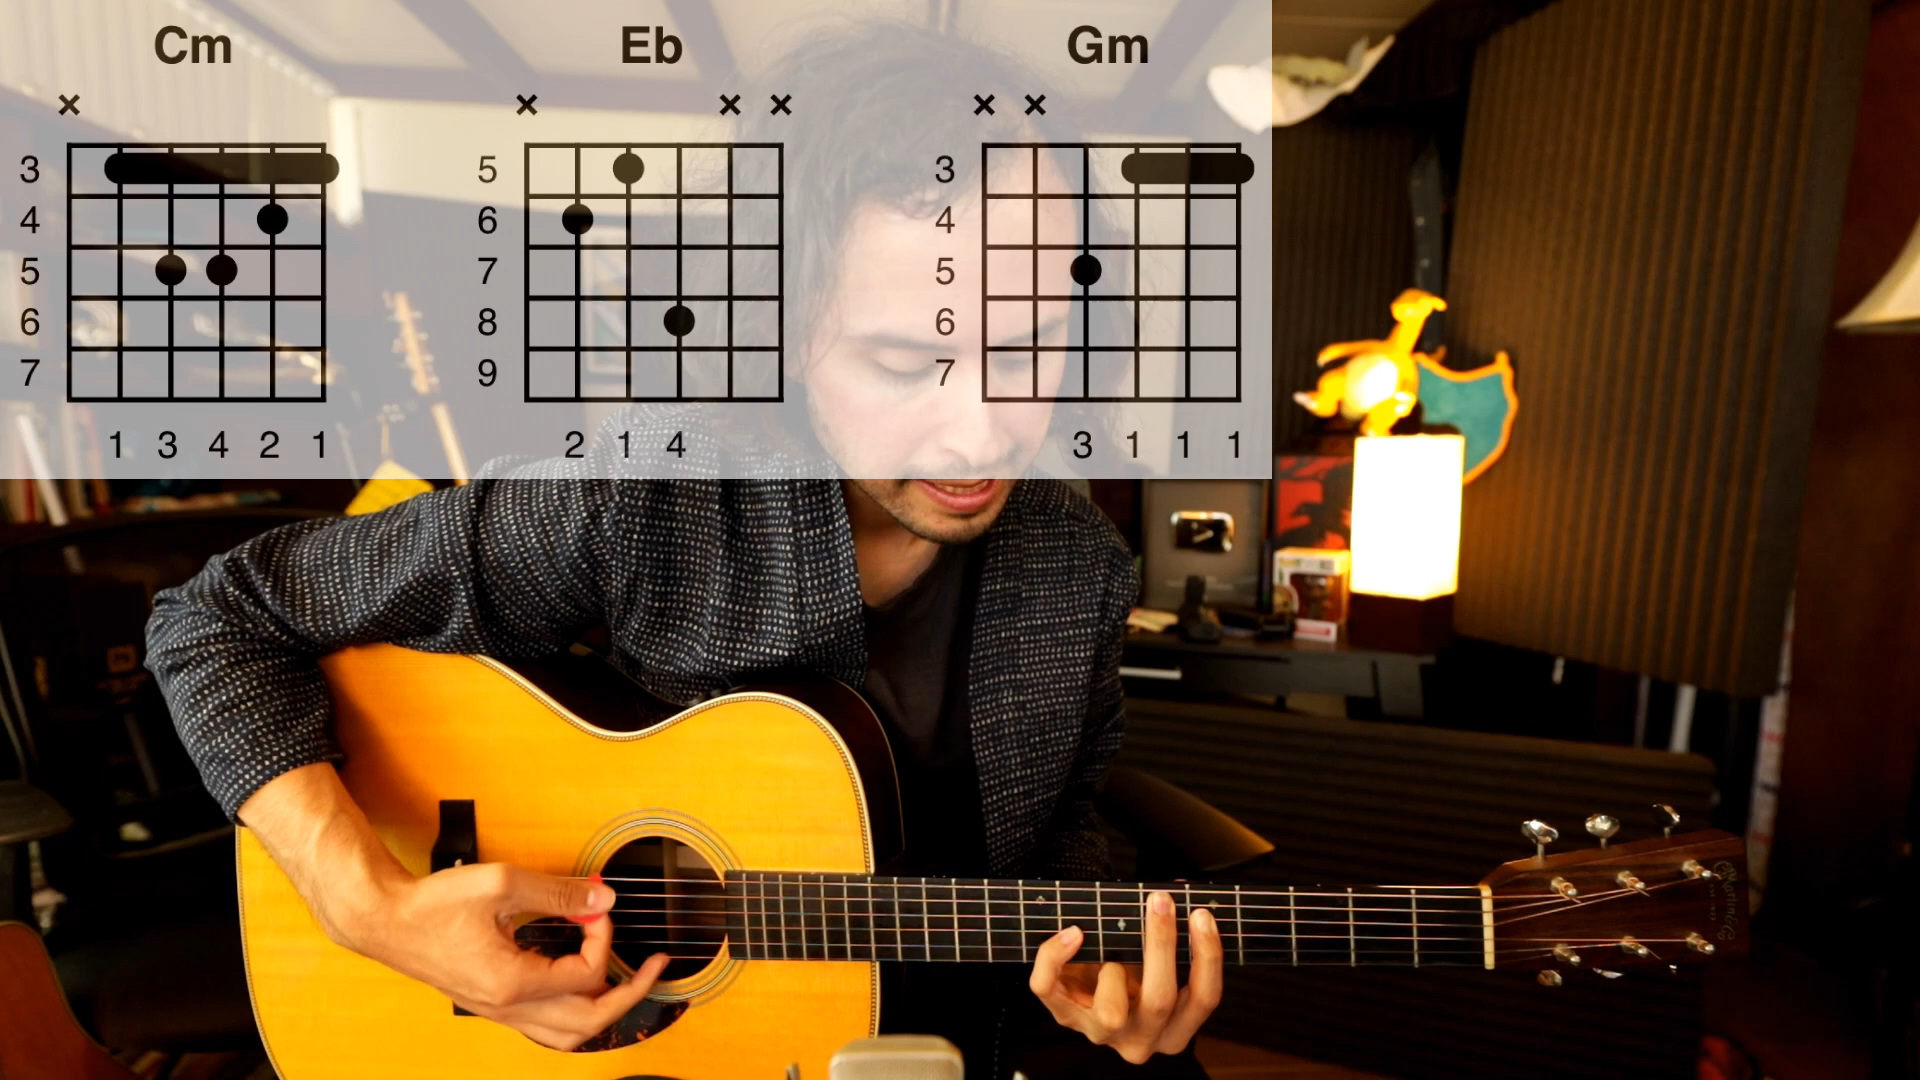 Cm Eb Gm
× × × × × ×
3 5 3
4 6 4
5 7 5
6 8 6
7 9 7
1 3 4 2 1 2 1 4 3 1 1 1